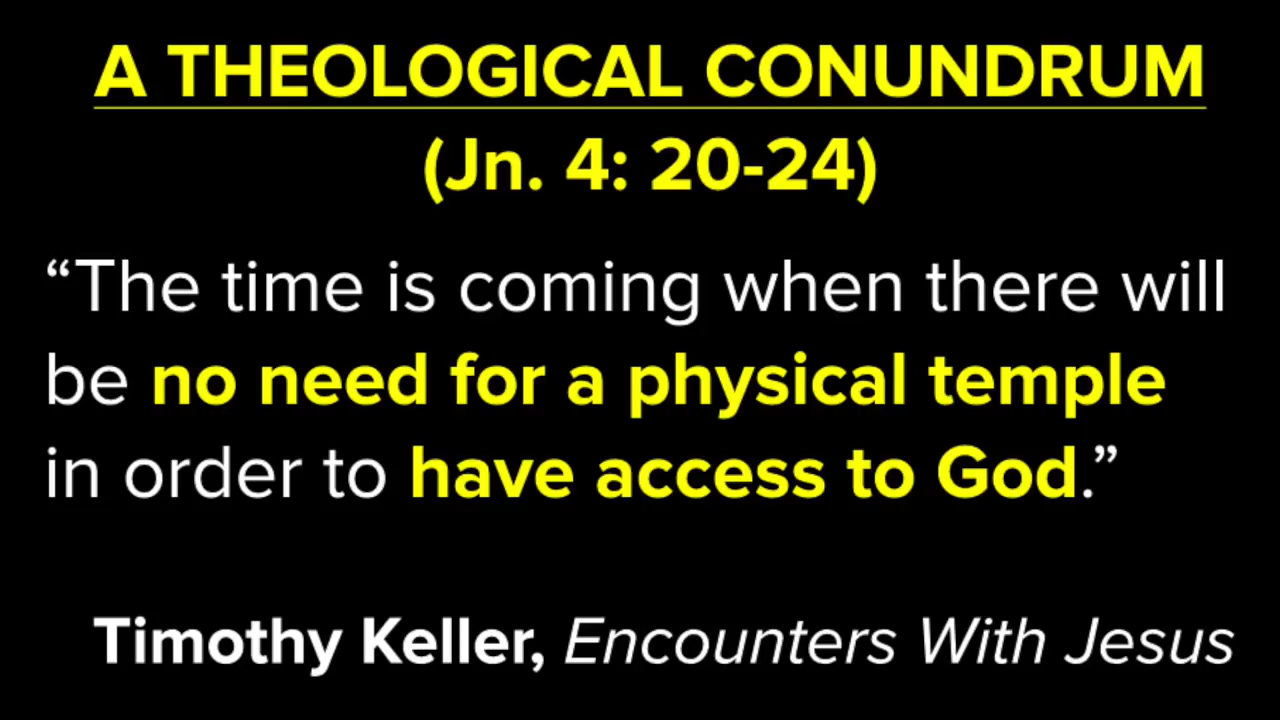 A THEOLOGICAL CONUNDRUM
(Jn. 4: 20-24)
“The time is coming when there will
be no need for a physical temple
in order to have access to God.”
Timothy Keller, Encounters With Jesus